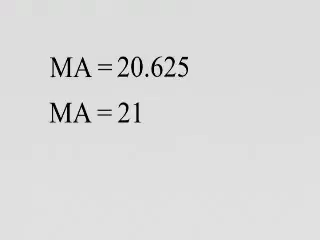 MA = 20.625
MA = 21